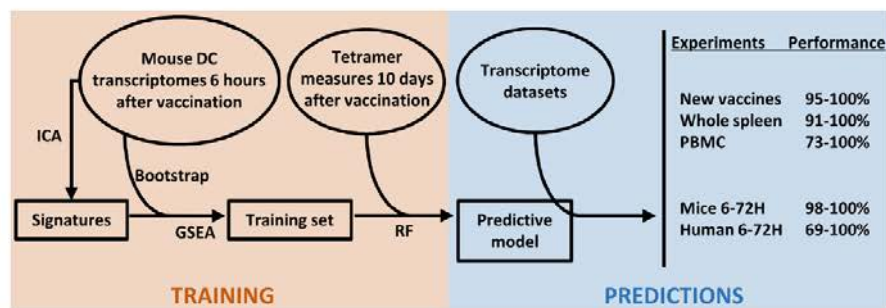 Mouse DC
transcriptomes 6 hours
after vaccination
Tetramer
measures 10 days
after vaccination
Transcriptome
datasets
ICA
Bootstrap
Signatures
GSEA
Training set
RF
Predictive
model
Experiments Performance
New vaccines 95-100%
Whole spleen 91-100%
PBMC 73-100%
Mice 6-72H 98-100%
Human 6-72H 69-100%
TRAINING
PREDICTIONS